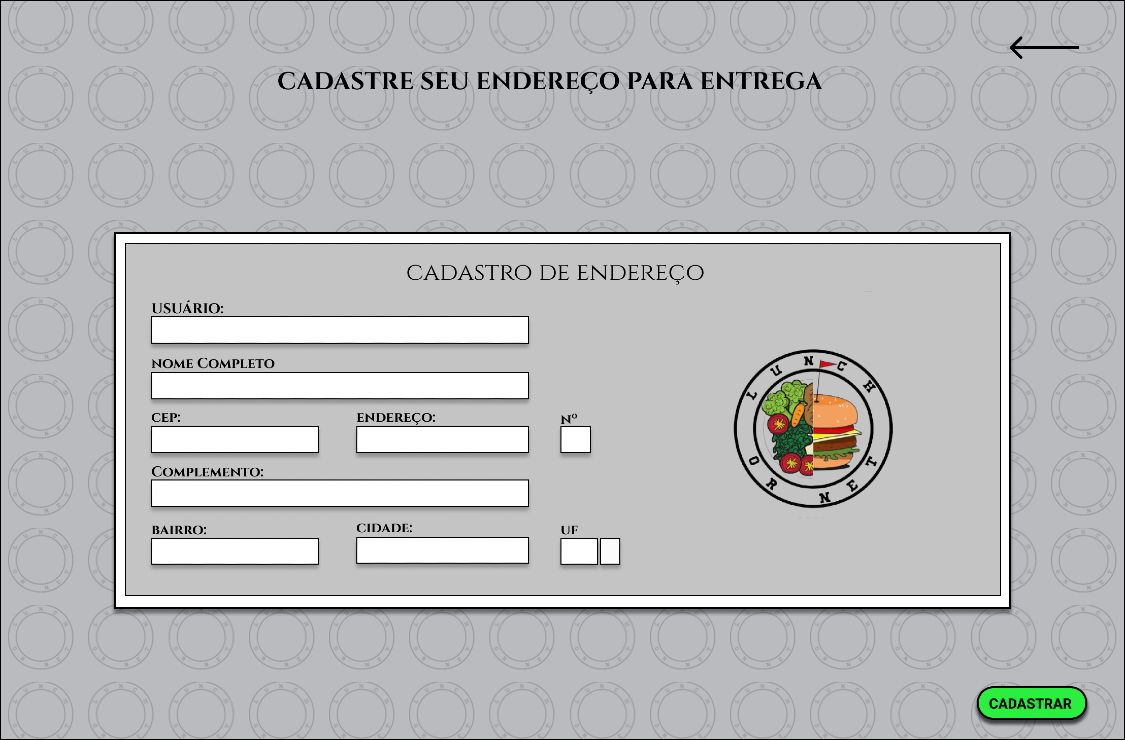 CADASTRE SEU ENDEREÇO PARA ENTREGA
CADASTRO DE ENDEREÇO
USUÁRIO:
NOME COMPLETO
CEP: ENDEREÇO: Nº
COMPLEMENTO:
BAIRRO: CIDADE: UF
LUNCH
OR NET
CADASTRAR